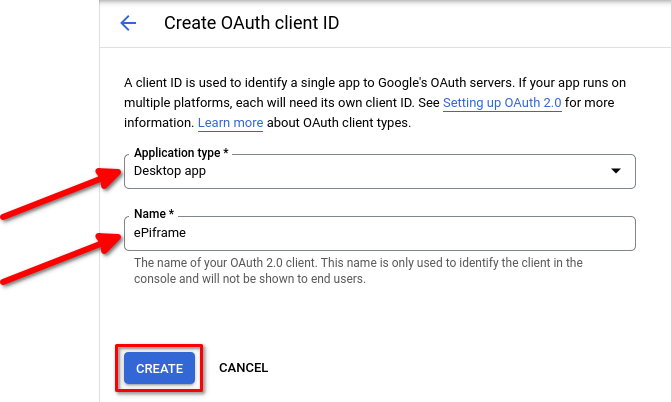 Create OAuth client ID
A client ID is used to identify a single app to Google's OAuth servers. If your app runs on
multiple platforms, each will need its own client ID. See Setting up OAuth 2.0 for more
information. Learn more about OAuth client types.
Application type *
Desktop app
Name *
ePiframe
The name of your OAuth 2.0 client. This name is only used to identify the client in the
console and will not be shown to end users.
CREATE CANCEL